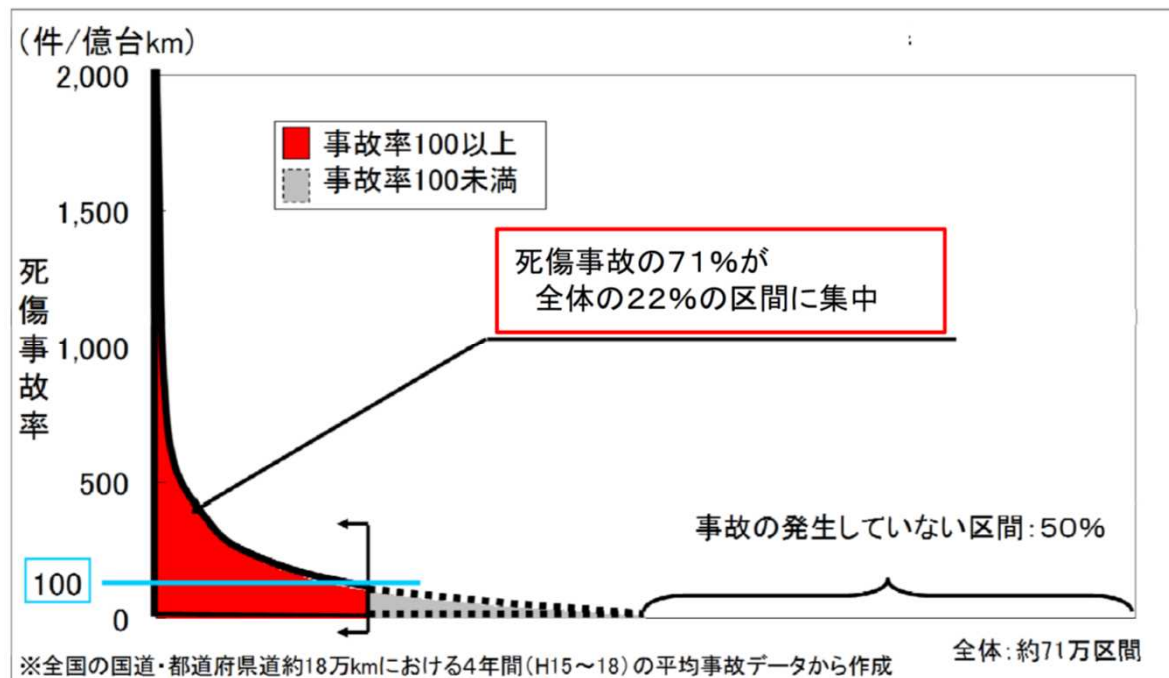 (件/億台km)
2,000
1,500
1,000
500
100
0
死傷事故率
事故率100以上
事故率100未満
死傷事故の71%が
全体の22%の区間に集中
事故の発生していない区間:50%
全体:約71万区間
※全国の国道・都道府県道約18万kmにおける4年間(H15～18)の平均事故データから作成